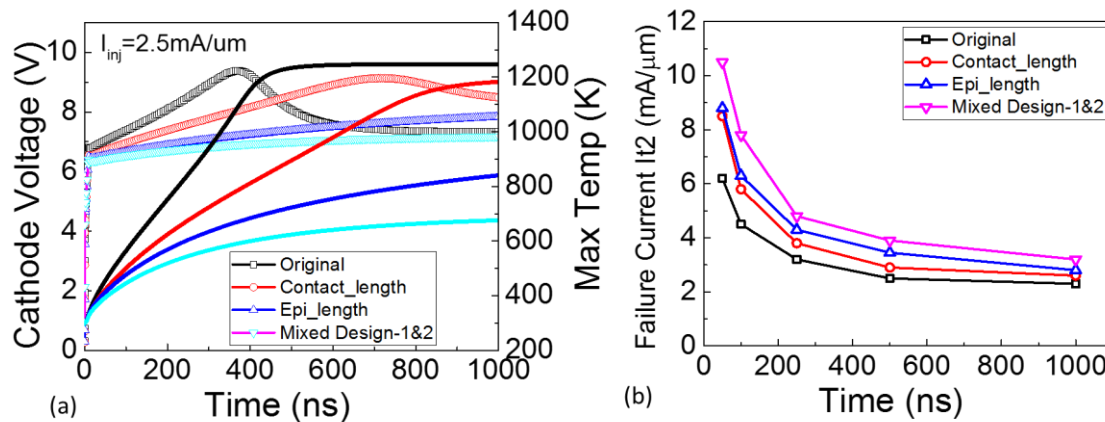 I_inj=2.5mA/um
Cathode Voltage (V)
10
8
6
4
2
0
Max Temp (K)
1400
1200
1000
800
600
400
200
Original
Contact_length
Epi_length
Mixed Design-1&2
0 200 400 600 800 1000
(a)
Time (ns)
Failure Current It2 (mA/μm)
12
10
8
6
4
2
0
Original
Contact_length
Epi_length
Mixed Design-1&2
0 200 400 600 800 1000
(b)
Time (ns)